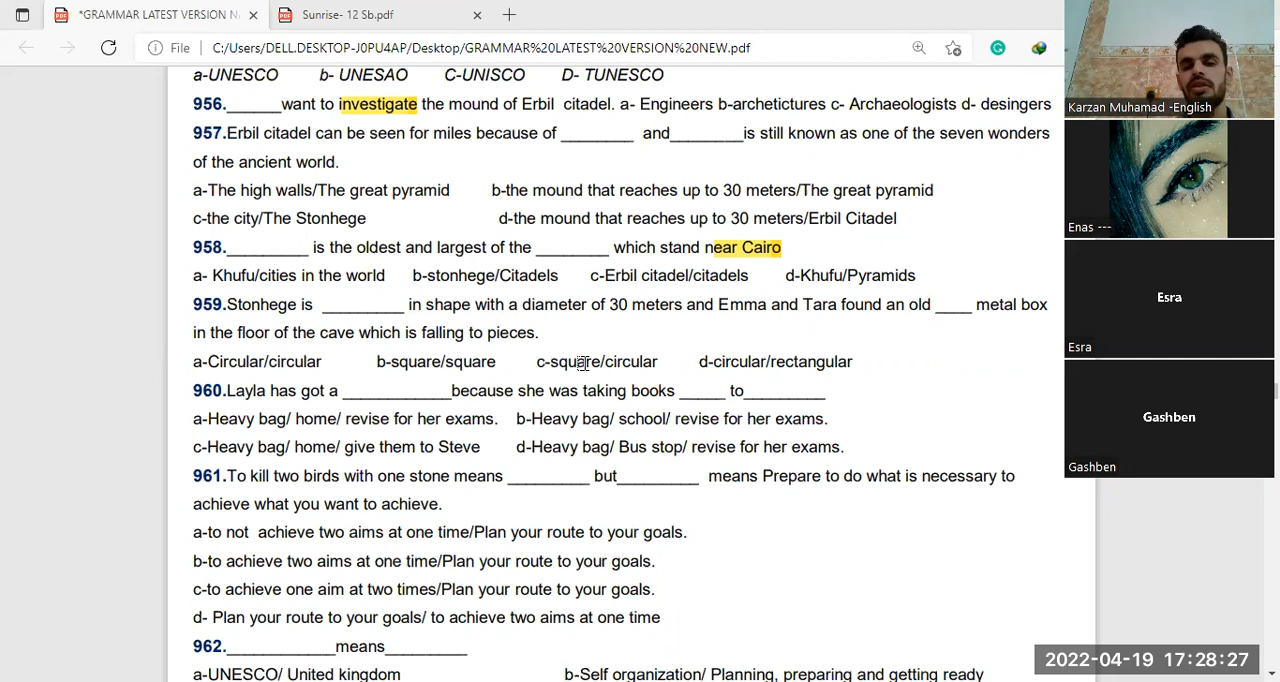 *GRAMMAR LATEST VERSION N
Sunrise- 12 Sb.pdf
File
C:/Users/DELL.DESKTOP-J0PU4AP/Desktop/GRAMMAR%20LATEST%20VERSION%20NEW.pdf
a-UNESCO b- UNESAO C-UNISCO D- TUNESCO
956.______want to investigate the mound of Erbil citadel. a- Engineers b-archetictures c- Archaeologists d- desingers
957.Erbil citadel can be seen for miles because of ________ and________is still known as one of the seven wonders
of the ancient world.
a-The high walls/The great pyramid b-the mound that reaches up to 30 meters/The great pyramid
c-the city/The Stonhege d-the mound that reaches up to 30 meters/Erbil Citadel
958._________ is the oldest and largest of the ________ which stand near Cairo
a- Khufu/cities in the world b-stonhege/Citadels c-Erbil citadel/citadels d-Khufu/Pyramids
959.Stonhege is _________ in shape with a diameter of 30 meters and Emma and Tara found an old ____ metal box
in the floor of the cave which is falling to pieces.
a-Circular/circular b-square/square c-square/circular d-circular/rectangular
960.Layla has got a ____________because she was taking books _____ to_________
a-Heavy bag/ home/ revise for her exams. b-Heavy bag/ school/ revise for her exams.
c-Heavy bag/ home/ give them to Steve d-Heavy bag/ Bus stop/ revise for her exams.
961.To kill two birds with one stone means _________ but_________ means Prepare to do what is necessary to
achieve what you want to achieve.
a-to not achieve two aims at one time/Plan your route to your goals.
b-to achieve two aims at one time/Plan your route to your goals.
c-to achieve one aim at two times/Plan your route to your goals.
d- Plan your route to your goals/ to achieve two aims at one time
962.____________means_________
a-UNESCO/ United kingdom b-Self organization/ Planning, preparing and getting ready
Karzan Muhamad -English
Enas ---
Esra
Esra
Gashben
Gashben
2022-04-19 17:28:27